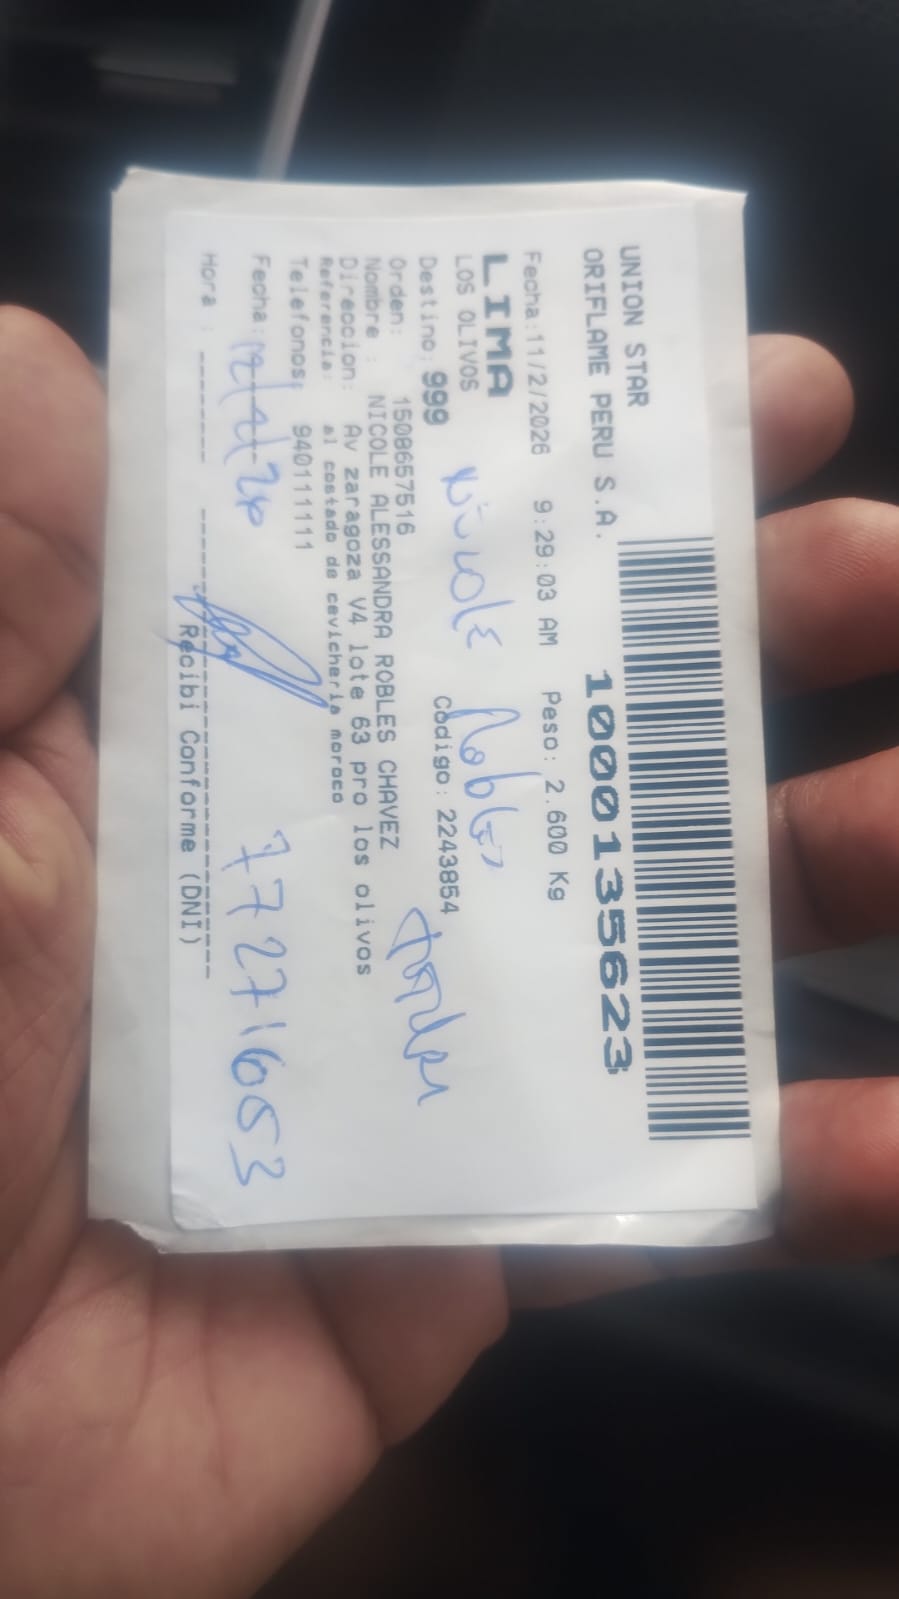 UNION STAR
ORIFLAME PERU S.A.
1000135623
Fecha:11/2/2026 9:29:03 AM Peso: 2.600 Kg
LIMA
LOS OLIVOS
Nicole Robles
Destino: 999 Codigo: 2243854
Orden: 1508657516
Nombre : NICOLE ALESSANDRA ROBLES CHAVEZ
Direccion: Av zaragoza V4 lote 63 pro los olivos
Referencia: al costado de cevicheria moroco
Telefonos: 940111111
Fecha: 77271653
Hora :
Recibi Conforme (DNI)